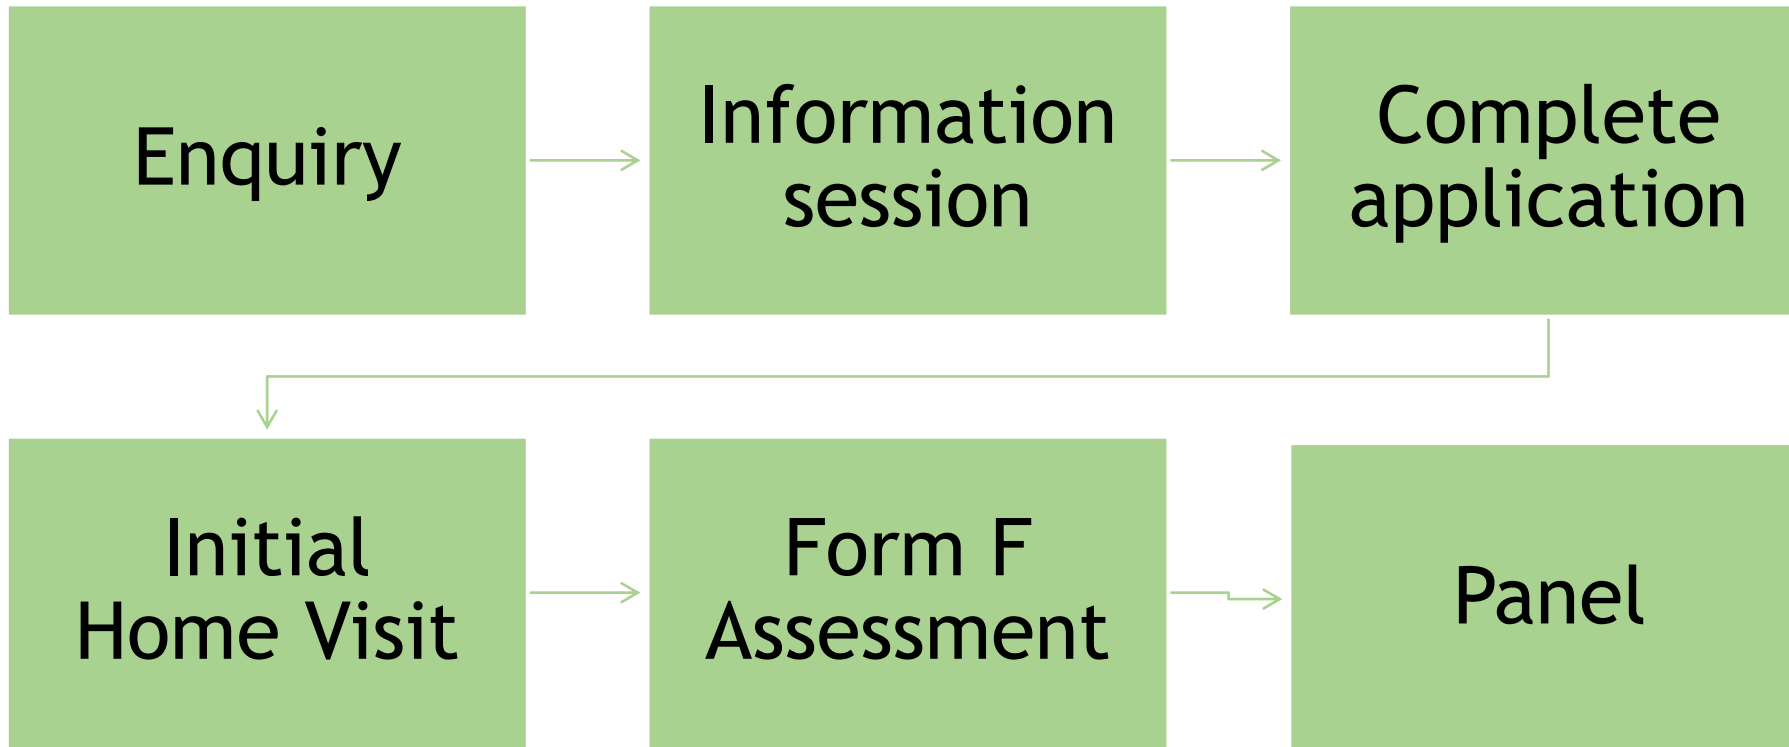 Enquiry
Information
session
Complete
application
Initial
Home Visit
Form F
Assessment
Panel